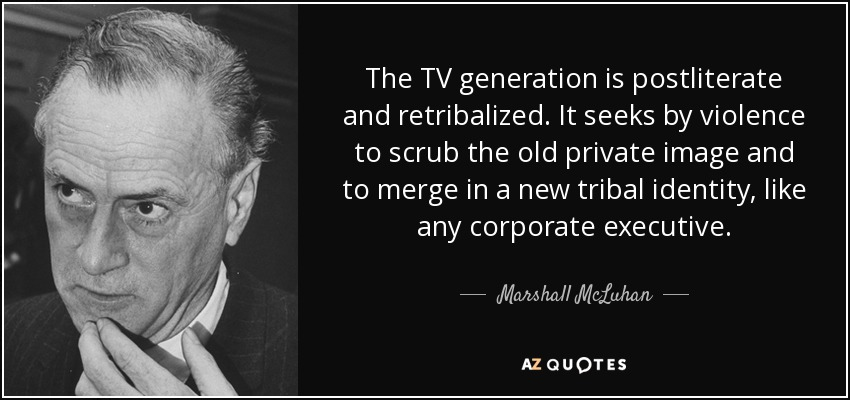 The TV generation is postliterate
and retribalized. It seeks by violence
to scrub the old private image and
to merge in a new tribal identity, like
any corporate executive.
Marshall McLuhan
AZ QUOTES